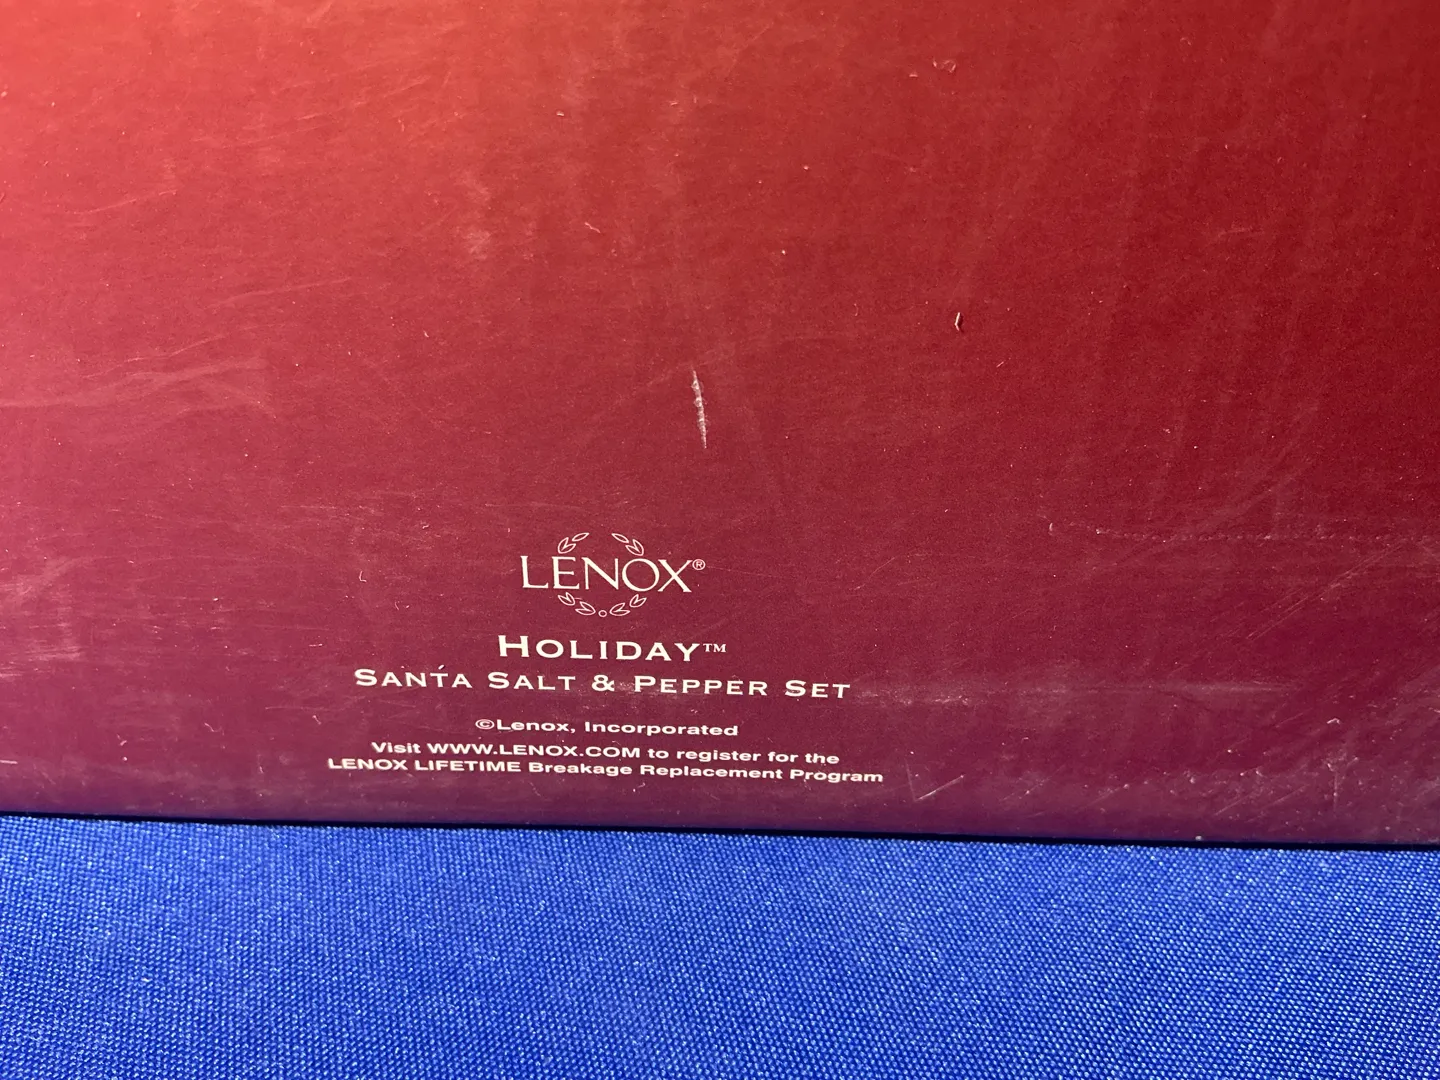 LENOX®
HOLIDAY™
SANTA SALT & PEPPER SET
©Lenox, Incorporated
Visit WWW.LENOX.COM to register for the
LENOX LIFETIME Breakage Replacement Program